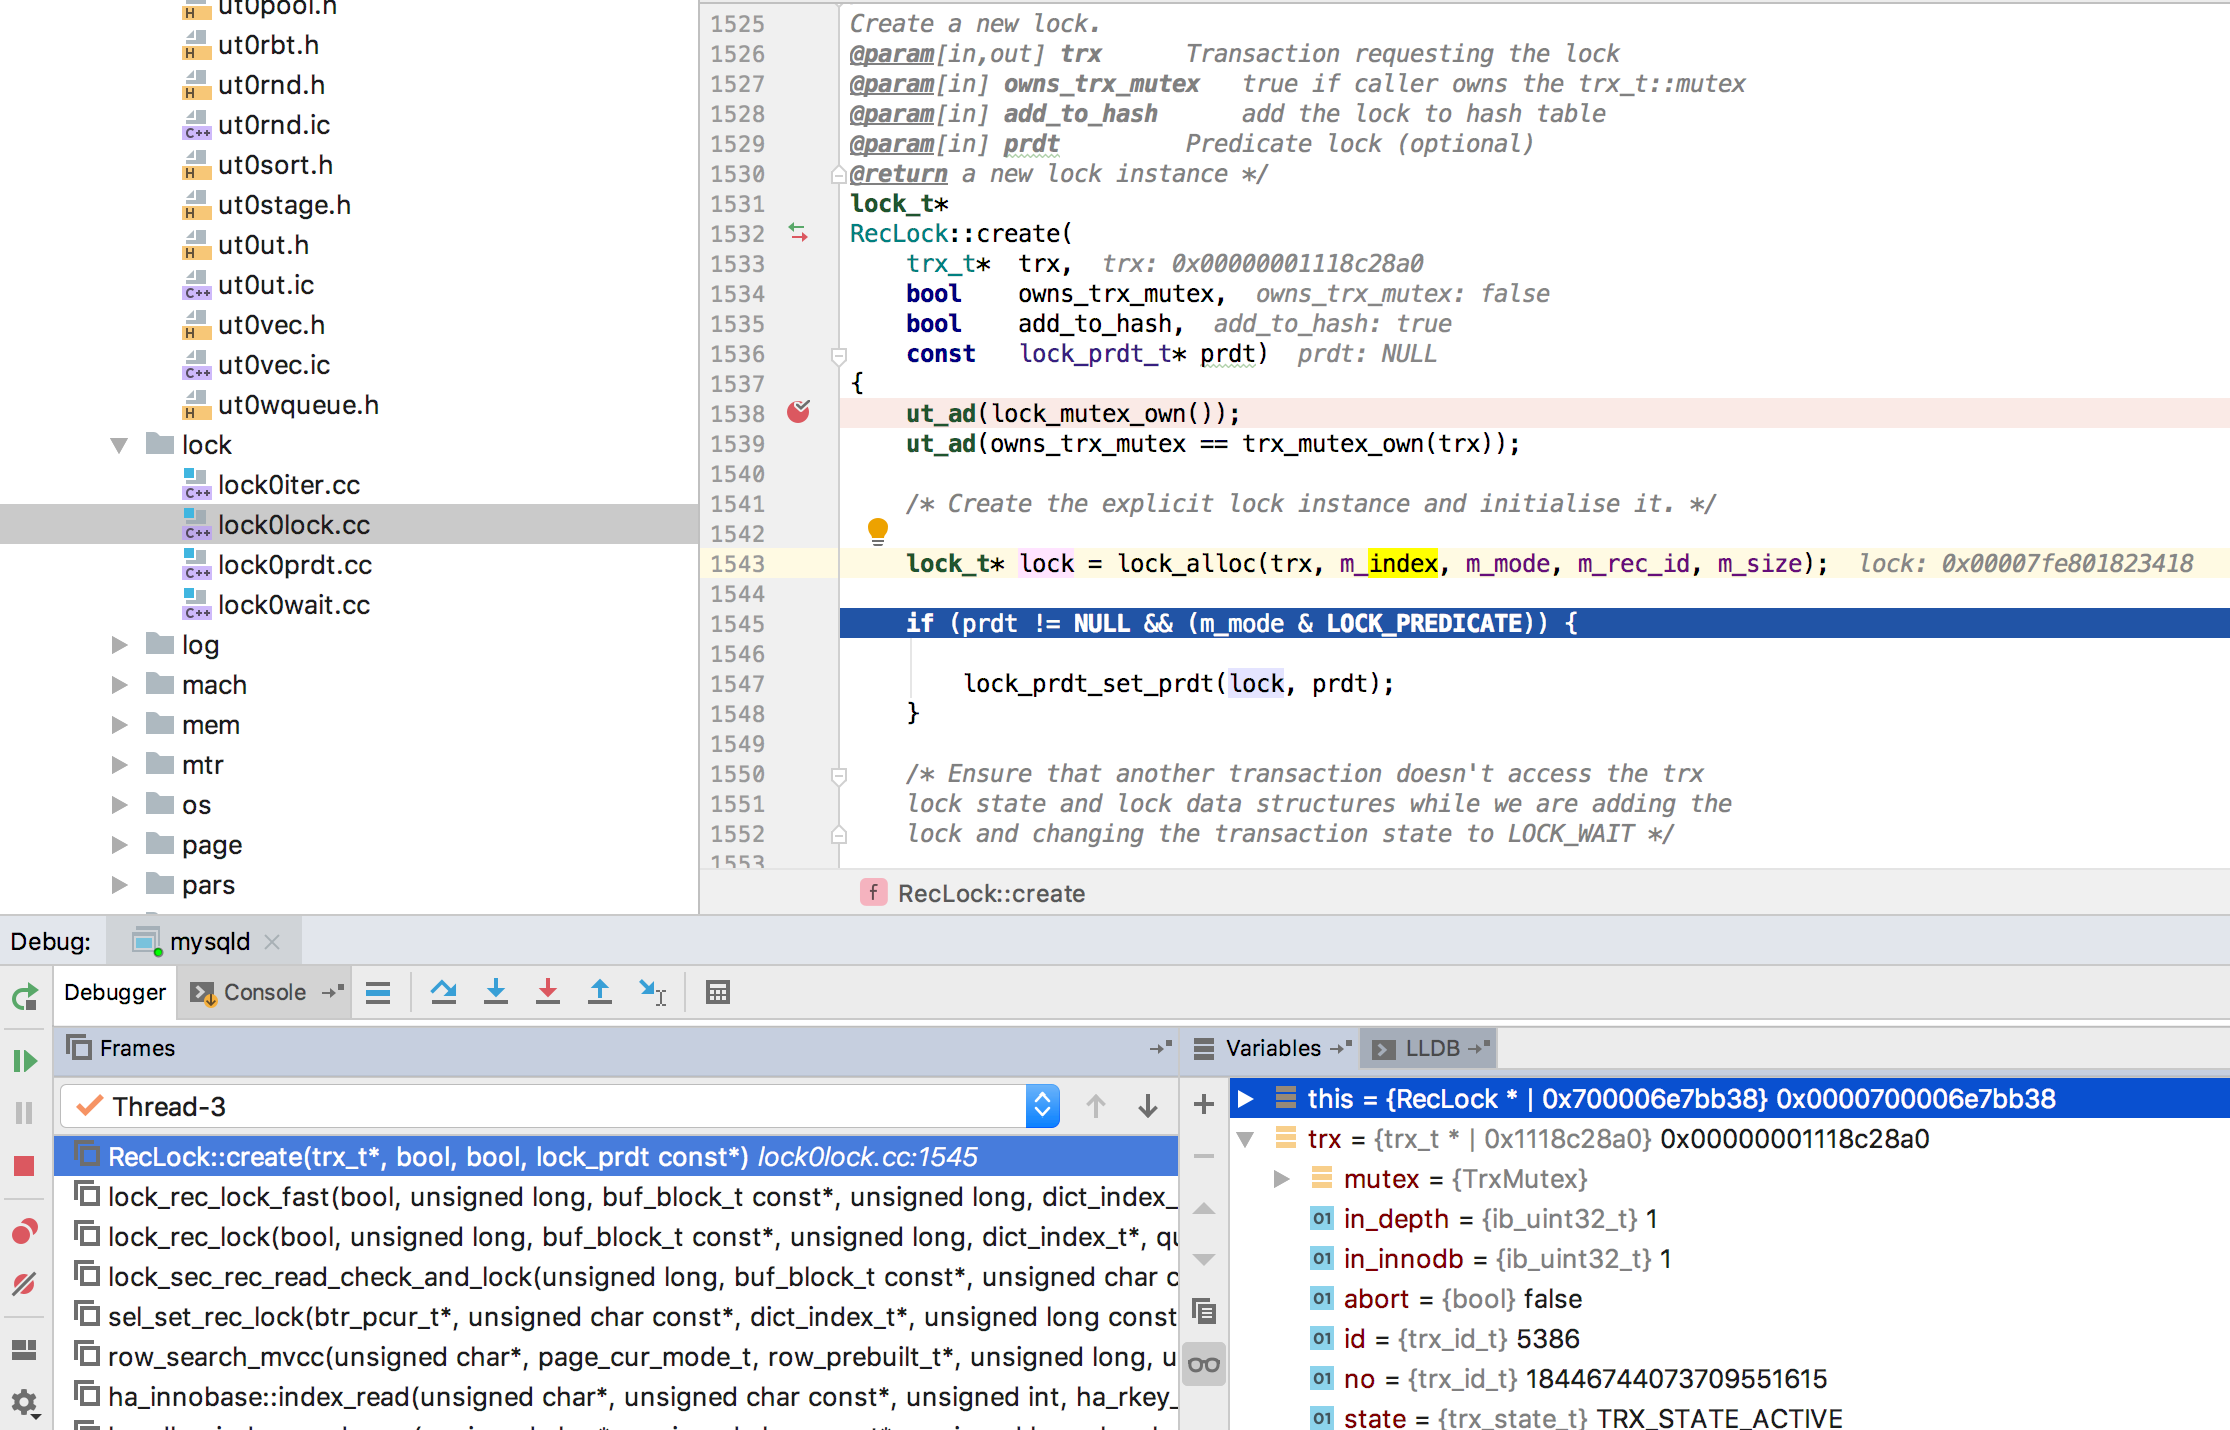 ut0pool.h
ut0rbt.h
ut0rnd.h
ut0rnd.ic
ut0sort.h
ut0stage.h
ut0ut.h
ut0ut.ic
ut0vec.h
ut0vec.ic
ut0wqueue.h
lock
lock0iter.cc
lock0lock.cc
lock0prdt.cc
lock0wait.cc
log
mach
mem
mtr
os
page
pars
1525 Create a new lock.
1526 @param[in,out] trx Transaction requesting the lock
1527 @param[in] owns_trx_mutex true if caller owns the trx_t::mutex
1528 @param[in] add_to_hash add the lock to hash table
1529 @param[in] prdt Predicate lock (optional)
1530 @return a new lock instance */
1531 lock_t*
1532 RecLock::create(
1533 trx_t* trx, trx: 0x00000001118c28a0
1534 bool owns_trx_mutex, owns_trx_mutex: false
1535 bool add_to_hash, add_to_hash: true
1536 const lock_prdt_t* prdt) prdt: NULL
1537 {
1538 ut_ad(lock_mutex_own());
1539 ut_ad(owns_trx_mutex == trx_mutex_own(trx));
1540
1541 /* Create the explicit lock instance and initialise it. */
1542
1543 lock_t* lock = lock_alloc(trx, m_index, m_mode, m_rec_id, m_size); lock: 0x00007fe801823418
1544
1545 if (prdt != NULL && (m_mode & LOCK_PREDICATE)) {
1546
1547 lock_prdt_set_prdt(lock, prdt);
1548 }
1549
1550 /* Ensure that another transaction doesn't access the trx
1551 lock state and lock data structures while we are adding the
1552 lock and changing the transaction state to LOCK_WAIT */
1553
f RecLock::create
Debug: mysqld
Debugger Console
Frames
Thread-3
RecLock::create(trx_t*, bool, bool, lock_prdt const*) lock0lock.cc:1545
lock_rec_lock_fast(bool, unsigned long, buf_block_t const*, unsigned long, dict_index_
lock_rec_lock(bool, unsigned long, buf_block_t const*, unsigned long, dict_index_t*, qu
lock_sec_rec_read_check_and_lock(unsigned long, buf_block_t const*, unsigned char c
sel_set_rec_lock(btr_pcur_t*, unsigned char const*, dict_index_t*, unsigned long const
row_search_mvcc(unsigned char*, page_cur_mode_t, row_prebuilt_t*, unsigned long, u
ha_innobase::index_read(unsigned char*, unsigned char const*, unsigned int, ha_rkey_
Variables LLDB
this = {RecLock * | 0x700006e7bb38} 0x0000700006e7bb38
trx = {trx_t * | 0x1118c28a0} 0x00000001118c28a0
mutex = {TrxMutex}
in_depth = {ib_uint32_t} 1
in_innodb = {ib_uint32_t} 1
abort = {bool} false
id = {trx_id_t} 5386
no = {trx_id_t} 18446744073709551615
state = {trx_state_t} TRX_STATE_ACTIVE